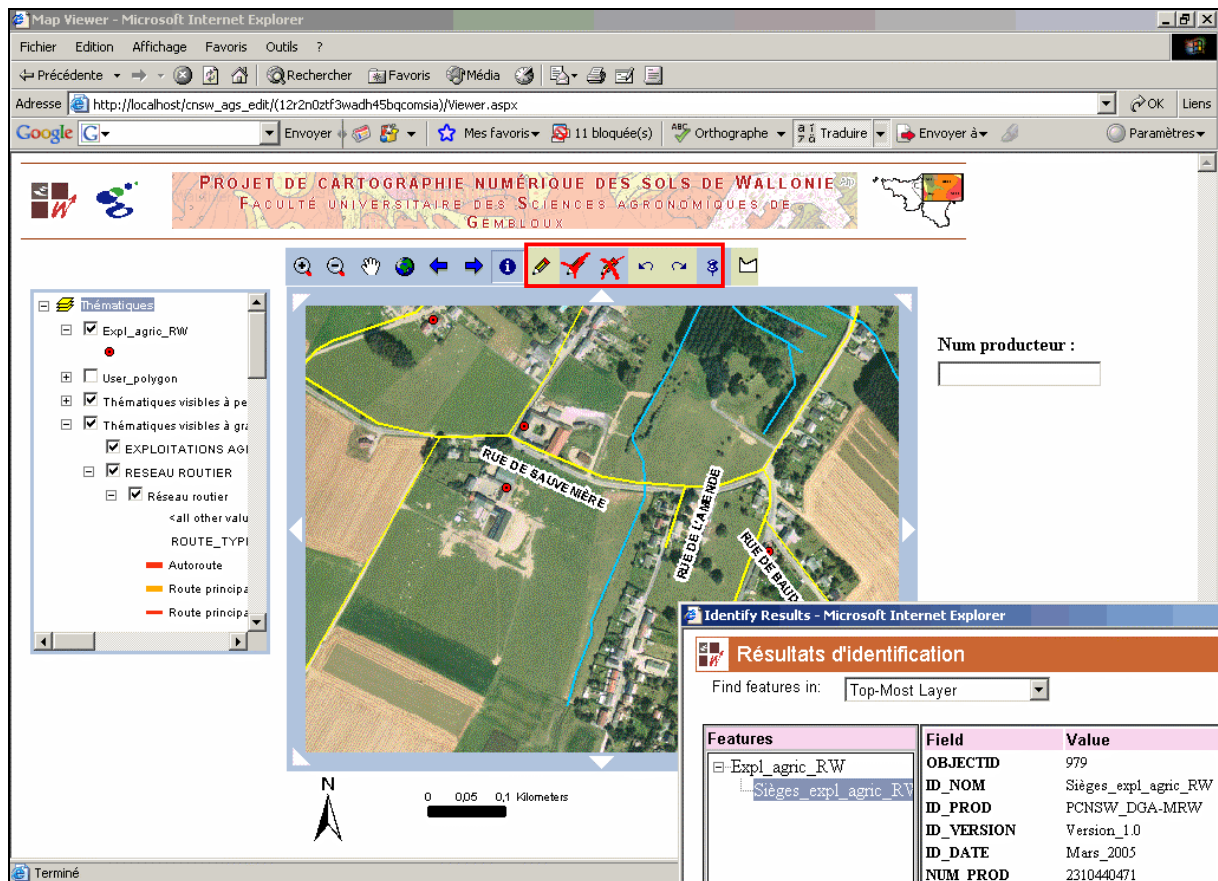 Map Viewer - Microsoft Internet Explorer
Fichier Edition Affichage Favoris Outils ?
Précédente Rechercher Favoris Média
Adresse http://localhost/cnsw_ags_edit/(12r2n0ztf3wadh45bqcomsia)/Viewer.aspx OK Liens
Google G Envoyer Mes favoris 11 bloquée(s) ABC Orthographe Traduire Envoyer à Paramètres
PROJET DE CARTOGRAPHIE NUMÉRIQUE DES SOLS DE WALLONIE
FACULTÉ UNIVERSITAIRE DES SCIENCES AGRONOMIQUES DE
GEMBLOUX
Thématiques
Expl_agric_RW
User_polygon
Thématiques visibles à pe
Thématiques visibles à gra
EXPLOITATIONS AGI
RESEAU ROUTIER
Réseau routier
<all other valu
ROUTE_TYPI
Autoroute
Route principa
Route principa
RUE DE SAUVENIÈRE
RUE DE L'AMENDE
RUE DE BAUD
Num producteur :
N
0 0,05 0,1 Kilometers
Identify Results - Microsoft Internet Explorer
Résultats d'identification
Find features in: Top-Most Layer
Features Field Value
Expl_agric_RW
Sièges_expl_agric_RW
OBJECTID 979
ID_NOM Sièges_expl_agric_RW
ID_PROD PCNSW_DGA-MRW
ID_VERSION Version_1.0
ID_DATE Mars_2005
NUM_PROD 2310440471
Terminé